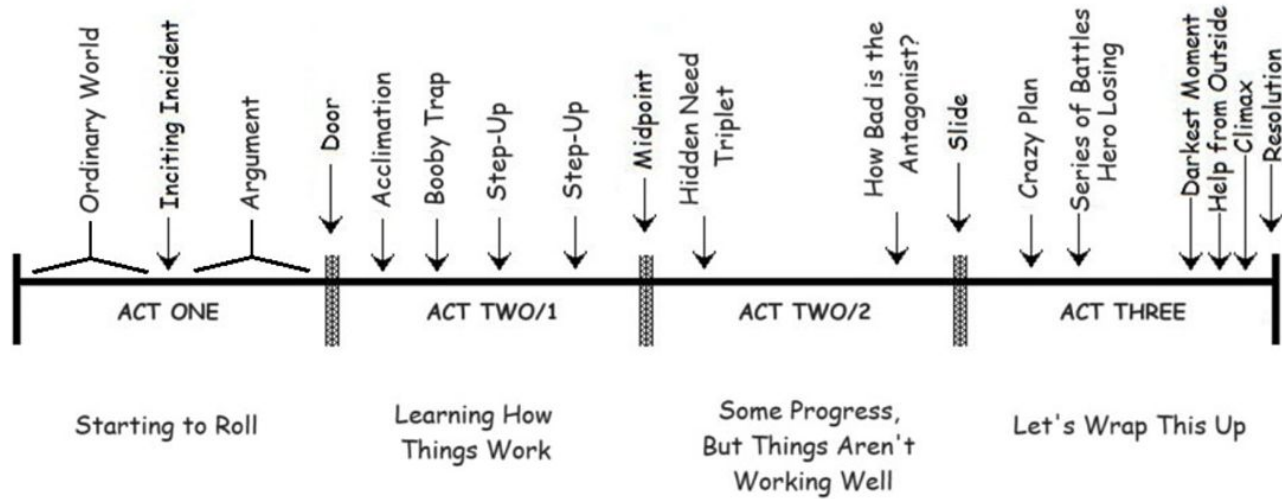 Ordinary World
Inciting Incident
Argument
Door
Acclimation
Booby Trap
Step-Up
Step-Up
Midpoint
Hidden Need
Triplet
How Bad is the
Antagonist?
Slide
Crazy Plan
Series of Battles
Hero Losing
Darkest Moment
Help from Outside
Climax
Resolution
ACT ONE
ACT TWO/1
ACT TWO/2
ACT THREE
Starting to Roll
Learning How
Things Work
Some Progress,
But Things Aren't
Working Well
Let's Wrap This Up